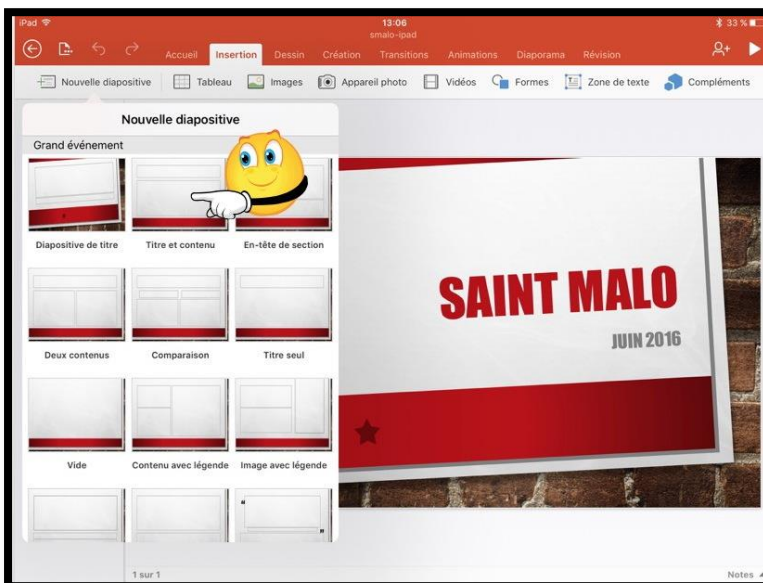 iPad 13:06 33 %
smalo-ipad
Accueil Insertion Dessin Création Transitions Animations Diaporama Révision
Nouvelle diapositive Tableau Images Appareil photo Vidéos Formes Zone de texte Compléments
Nouvelle diapositive
Grand événement
Diapositive de titre Titre et contenu En-tête de section
Deux contenus Comparaison Titre seul
Vide Contenu avec légende Image avec légende
SAINT MALO
JUIN 2016
1 sur 1 Notes